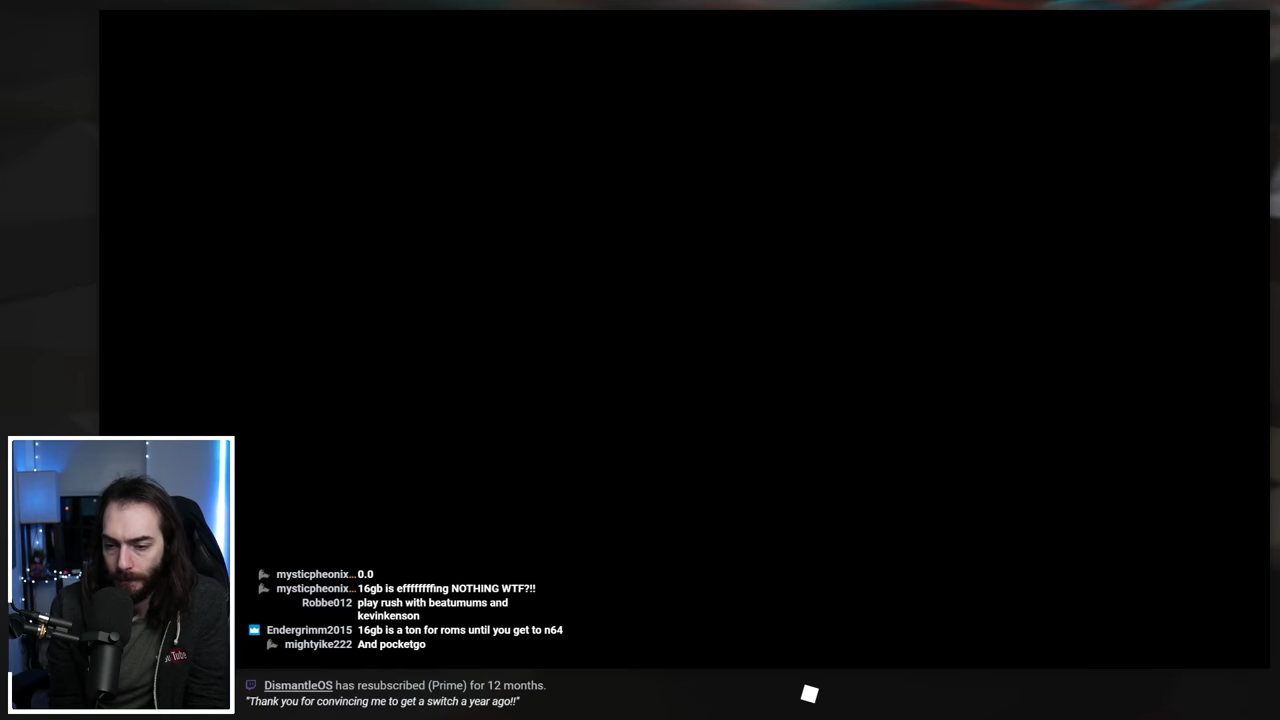 mysticpheonix... 0.0
mysticpheonix... 16gb is efffffffing NOTHING WTF?!!
Robbe012 play rush with beatumums and
kevinkenson
Endergrimm2015 16gb is a ton for roms until you get to n64
mightyike222 And pocketgo
DismantleOS has resubscribed (Prime) for 12 months.
"Thank you for convincing me to get a switch a year ago!!"
Tube